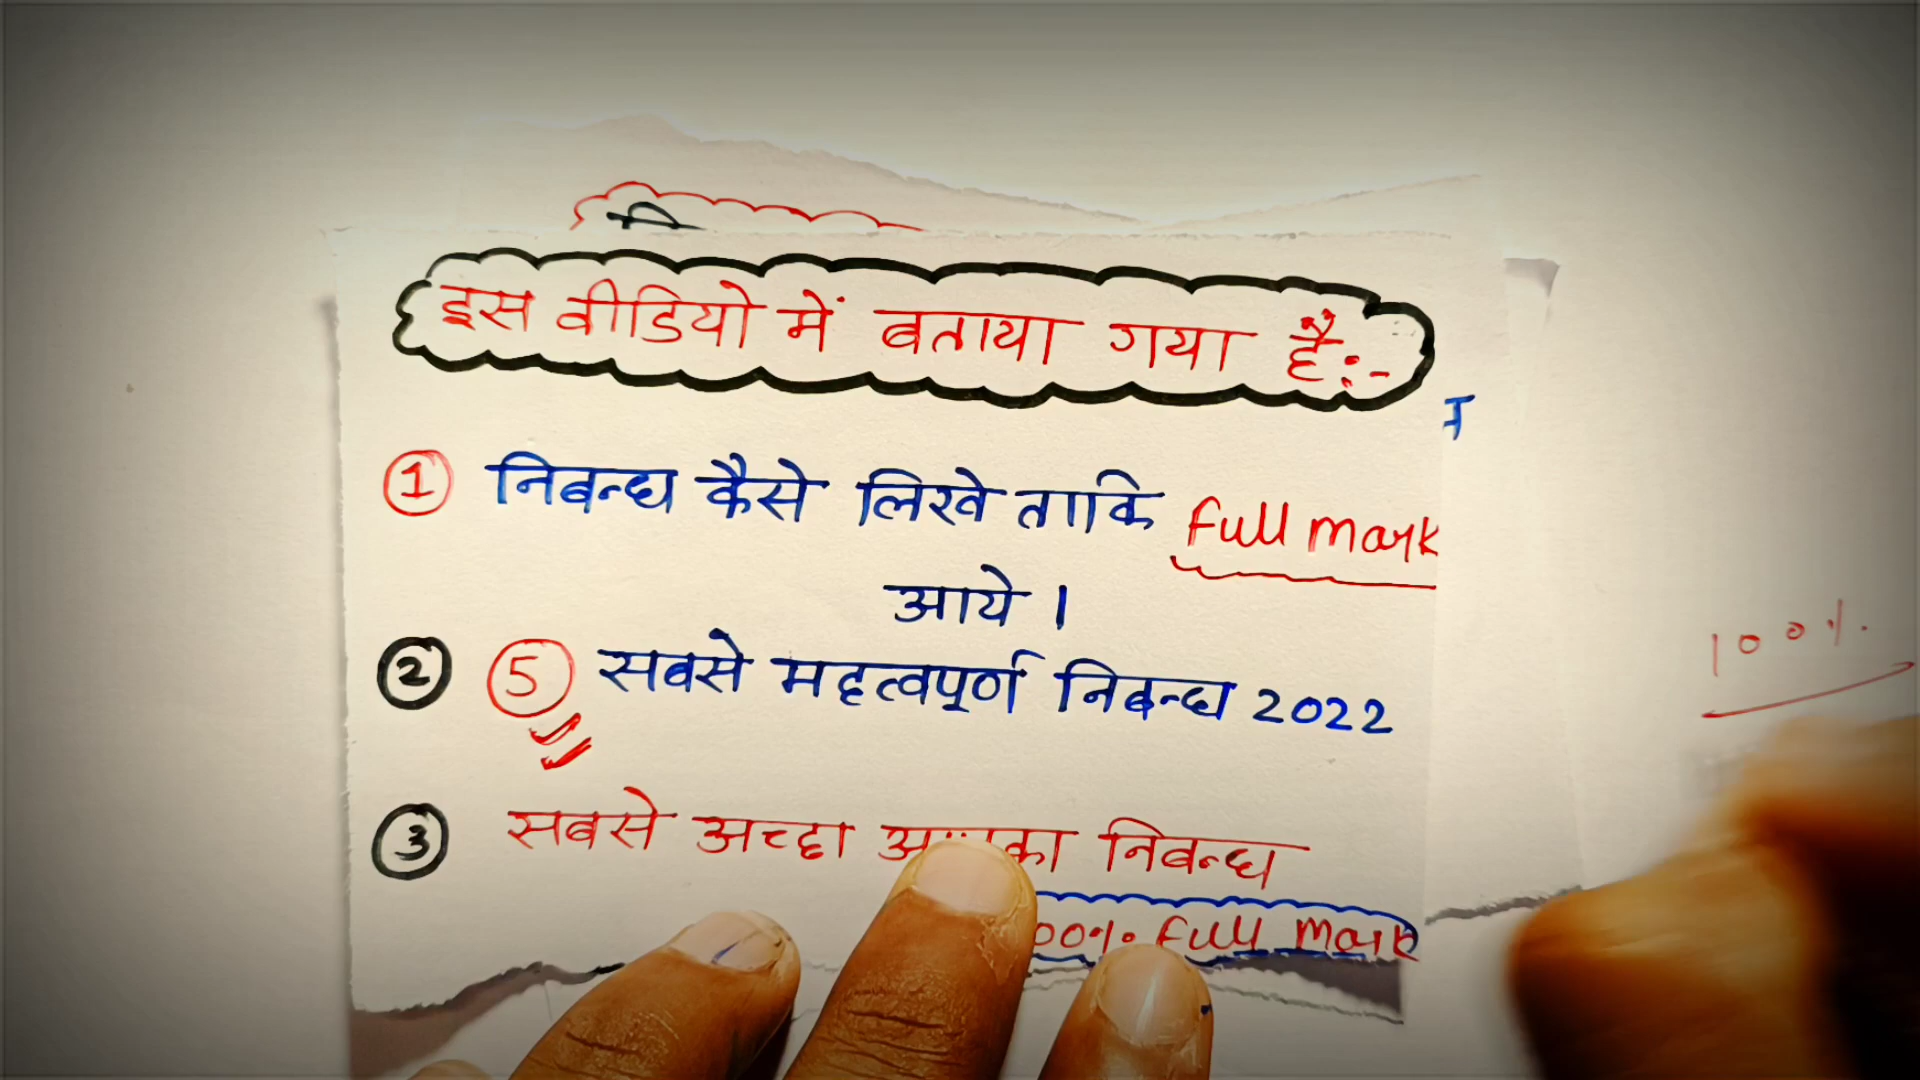 इस वीडियो में बताया गया है:-
① निबन्ध कैसे लिखे ताकि Full Mark
आये ।
② ⑤ सबसे महत्वपूर्ण निबन्ध 2022
100%.
③ सबसे अच्छा निबन्ध
Full Mark